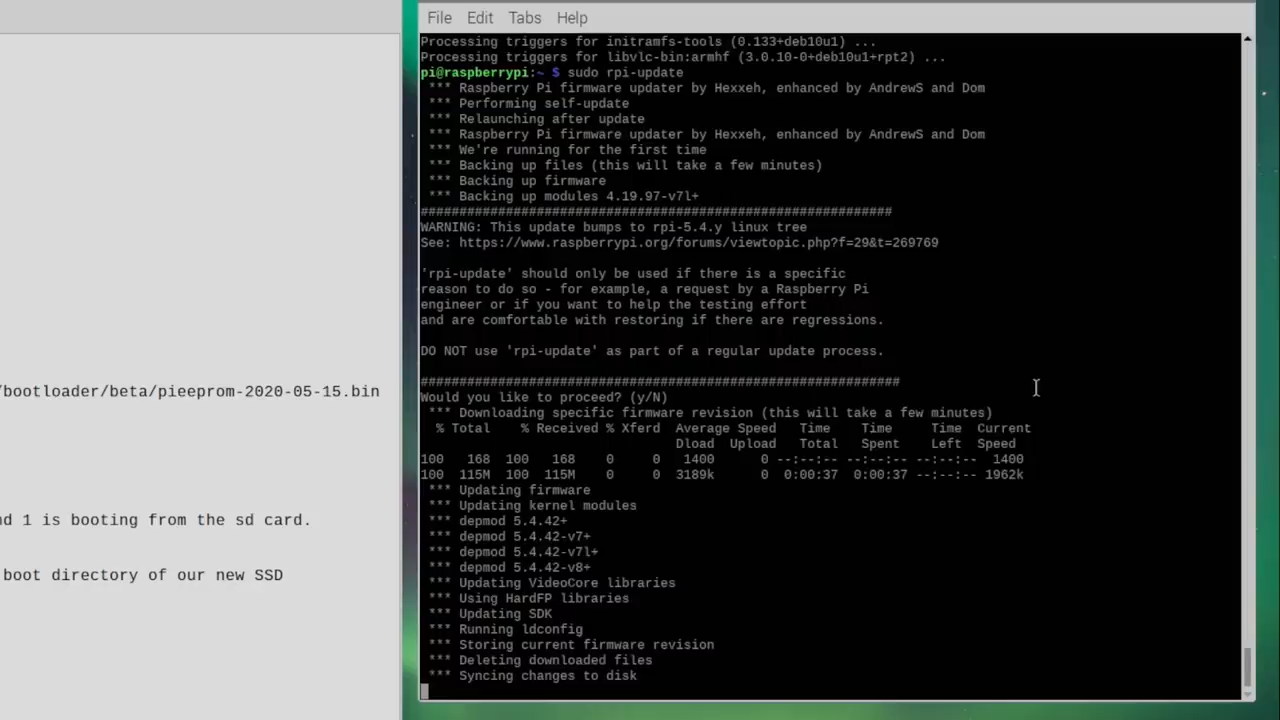 /bootloader/beta/pieeprom-2020-05-15.bin
nd 1 is booting from the sd card.
boot directory of our new SSD
File Edit Tabs Help
Processing triggers for initramfs-tools (0.133+deb10u1) ...
Processing triggers for libvlc-bin:armhf (3.0.10-0+deb10u1+rpt2) ...
pi@raspberrypi:~ $ sudo rpi-update
*** Raspberry Pi firmware updater by Hexxeh, enhanced by AndrewS and Dom
*** Performing self-update
*** Relaunching after update
*** Raspberry Pi firmware updater by Hexxeh, enhanced by AndrewS and Dom
*** We're running for the first time
*** Backing up files (this will take a few minutes)
*** Backing up firmware
*** Backing up modules 4.19.97-v7l+
#############################################################
WARNING: This update bumps to rpi-5.4.y linux tree
See: https://www.raspberrypi.org/forums/viewtopic.php?f=29&t=269769
'rpi-update' should only be used if there is a specific
reason to do so - for example, a request by a Raspberry Pi
engineer or if you want to help the testing effort
and are comfortable with restoring if there are regressions.
DO NOT use 'rpi-update' as part of a regular update process.
##############################################################
Would you like to proceed? (y/N)
*** Downloading specific firmware revision (this will take a few minutes)
% Total % Received % Xferd Average Speed Time Time Time Current
Dload Upload Total Spent Left Speed
100 168 100 168 0 0 1400 0 --:--:-- --:--:-- --:--:-- 1400
100 115M 100 115M 0 0 3189k 0 0:00:37 0:00:37 --:--:-- 1962k
*** Updating firmware
*** Updating kernel modules
*** depmod 5.4.42+
*** depmod 5.4.42-v7+
*** depmod 5.4.42-v7l+
*** depmod 5.4.42-v8+
*** Updating VideoCore libraries
*** Using HardFP libraries
*** Updating SDK
*** Running ldconfig
*** Storing current firmware revision
*** Deleting downloaded files
*** Syncing changes to disk